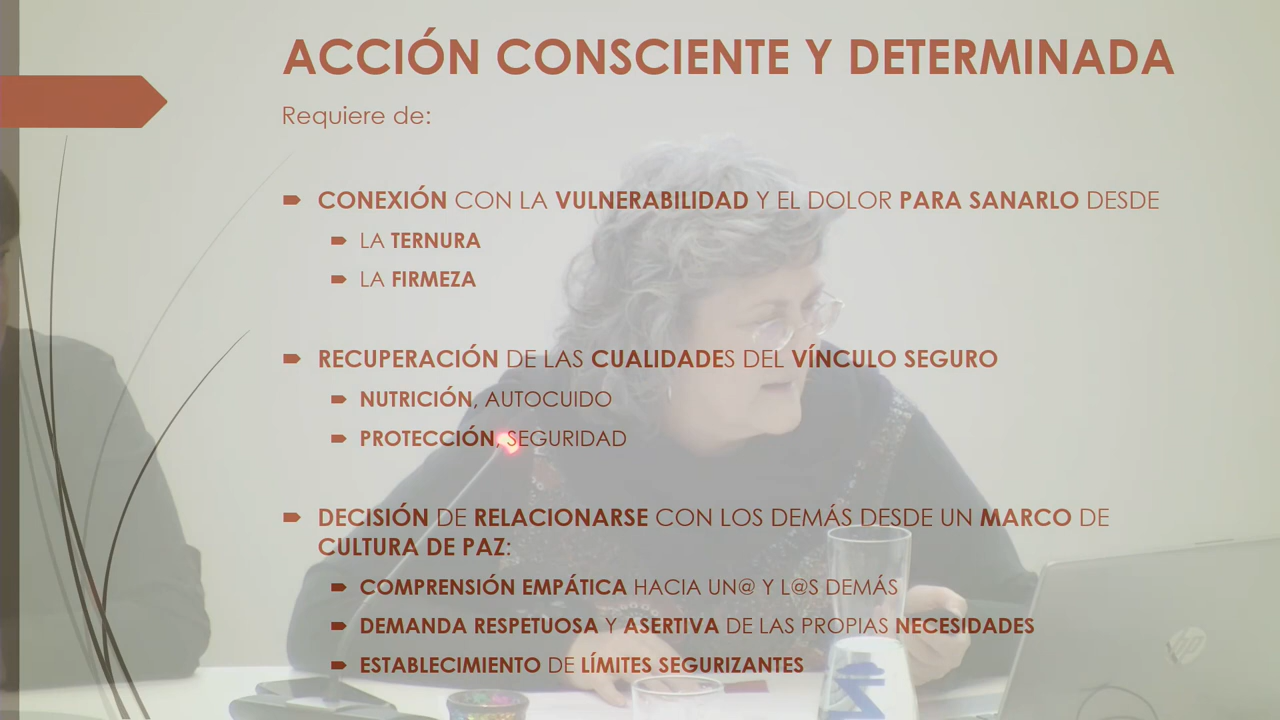 ACCIÓN CONSCIENTE Y DETERMINADA
Requiere de:
CONEXIÓN CON LA VULNERABILIDAD Y EL DOLOR PARA SANARLO DESDE
LA TERNURA
LA FIRMEZA
RECUPERACIÓN DE LAS CUALIDADES DEL VÍNCULO SEGURO
NUTRICIÓN, AUTOCUIDO
PROTECCIÓN, SEGURIDAD
DECISIÓN DE RELACIONARSE CON LOS DEMÁS DESDE UN MARCO DE
CULTURA DE PAZ:
COMPRENSIÓN EMPÁTICA HACIA UN@ Y L@S DEMÁS
DEMANDA RESPETUOSA Y ASERTIVA DE LAS PROPIAS NECESIDADES
ESTABLECIMIENTO DE LÍMITES SEGURIZANTES
hp